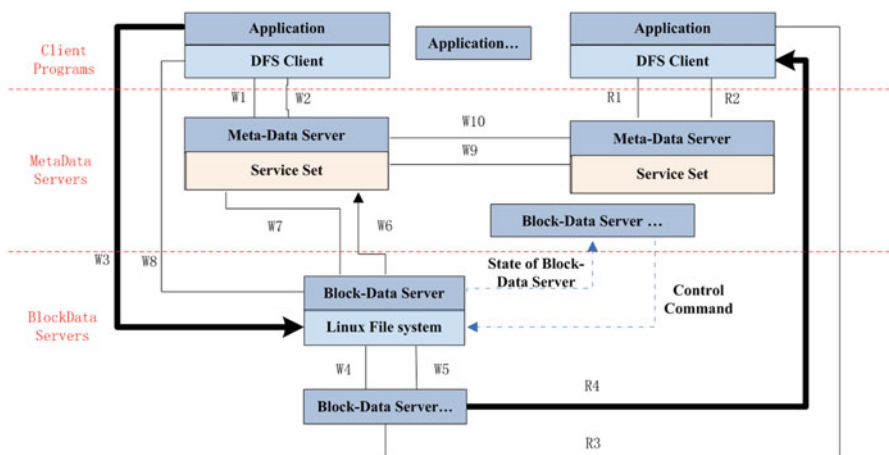 Application
Application
Application…
Client
Programs
DFS Client
DFS Client
W1
W2
R1
R2
Meta-Data Server
W10
Meta-Data Server
MetaData
Servers
Service Set
W9
Service Set
W7
W6
Block-Data Server …
W3
W8
State of Block-
Data Server
Block-Data Server
Control
Command
BlockData
Servers
Linux File system
W4
W5
R4
Block-Data Server…
R3